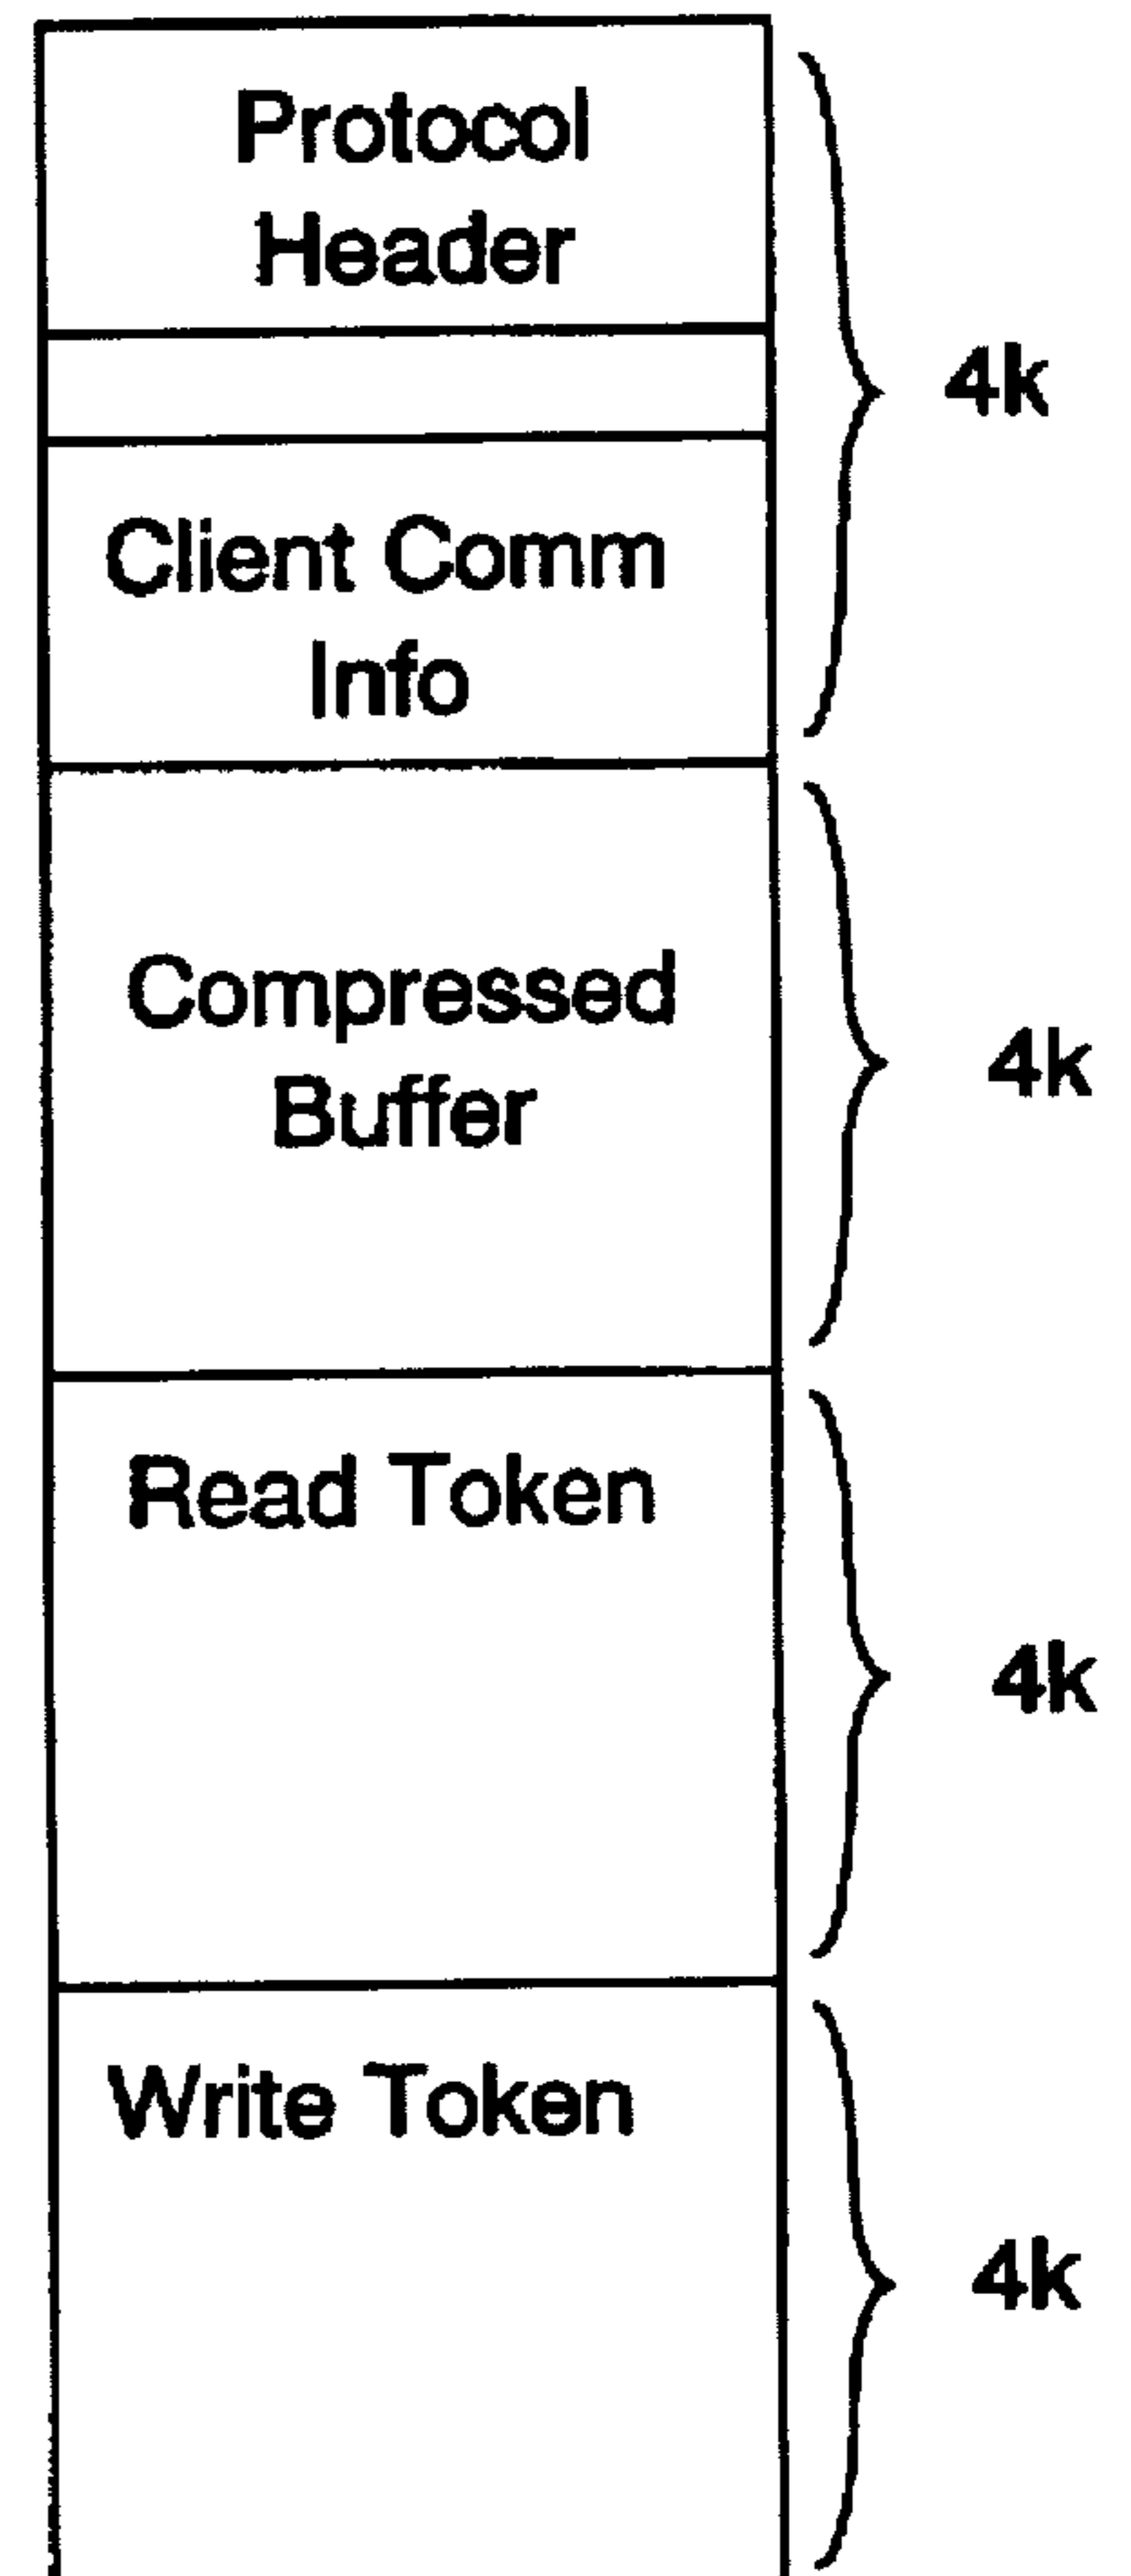 Protocol
Header
4k
Client Comm
Info
Compressed
Buffer
4k
Read Token
4k
Write Token
4k